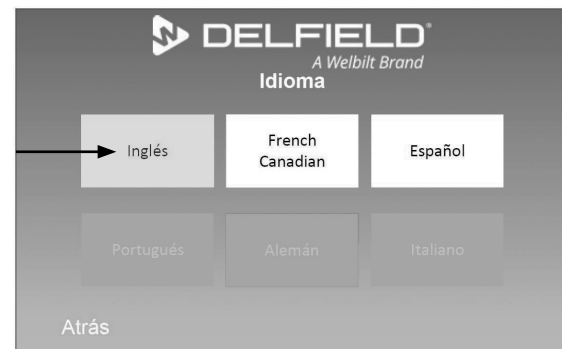 DELFIELD®
A Welbilt Brand
Idioma
Inglés
French
Canadian
Español
Portugués
Alemán
Italiano
Atrás